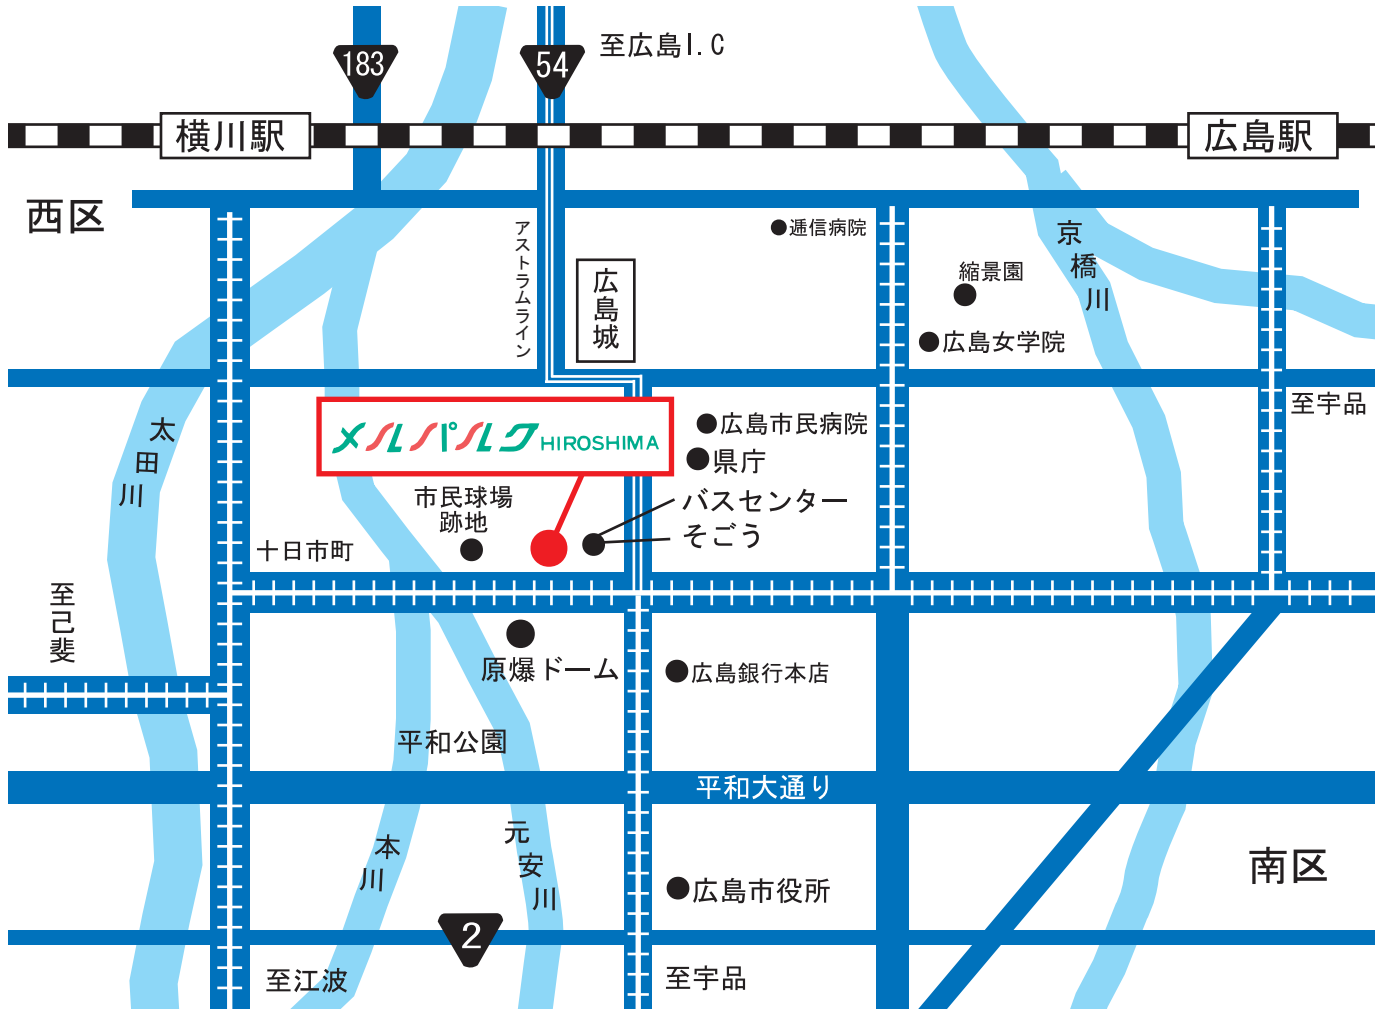 183
54
至広島I.C
横川駅
広島駅
西区
アストラムライン
広島城
逓信病院
京橋川
縮景園
広島女学院
至宇品
太田川
メルパルク HIROSHIMA
広島市民病院
県庁
市民球場
跡地
バスセンター
そごう
十日市町
至己斐
原爆ドーム
広島銀行本店
平和公園
平和大通り
本川
元安川
広島市役所
南区
2
至江波
至宇品